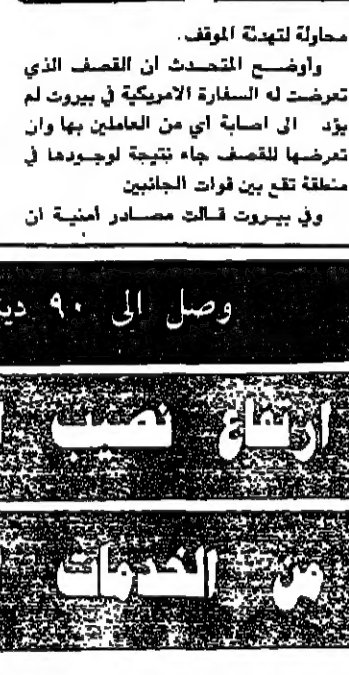 محاولة لتهدئة الموقف.
وأوضح المتحدث ان القصف الذي
تعرضت له السفارة الامريكية في بيروت لم
يؤد الى اصابة اي من العاملين بها وان
تعرضها للقصف جاء نتيجة لوجودها في
منطقة تقع بين قوات الجانبين
وفي بيروت قالت مصادر أمنية ان
وصل الى ٩٠
ارتفاع نصيب
من الخدمات